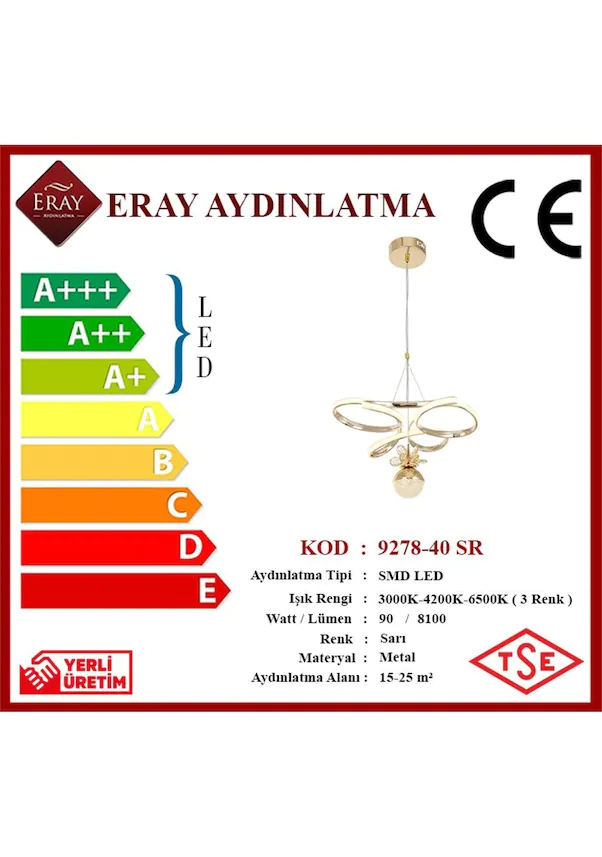 ERAY
AYDINLATMA
ERAY AYDINLATMA
CE
A+++
A++
A+
LED
A
B
C
D
E
KOD : 9278-40 SR
Aydınlatma Tipi : SMD LED
Işık Rengi : 3000K-4200K-6500K ( 3 Renk )
Watt / Lümen : 90 / 8100
Renk : Sarı
Materyal : Metal
Aydınlatma Alanı : 15-25 m²
YERLİ
ÜRETİM
TSE